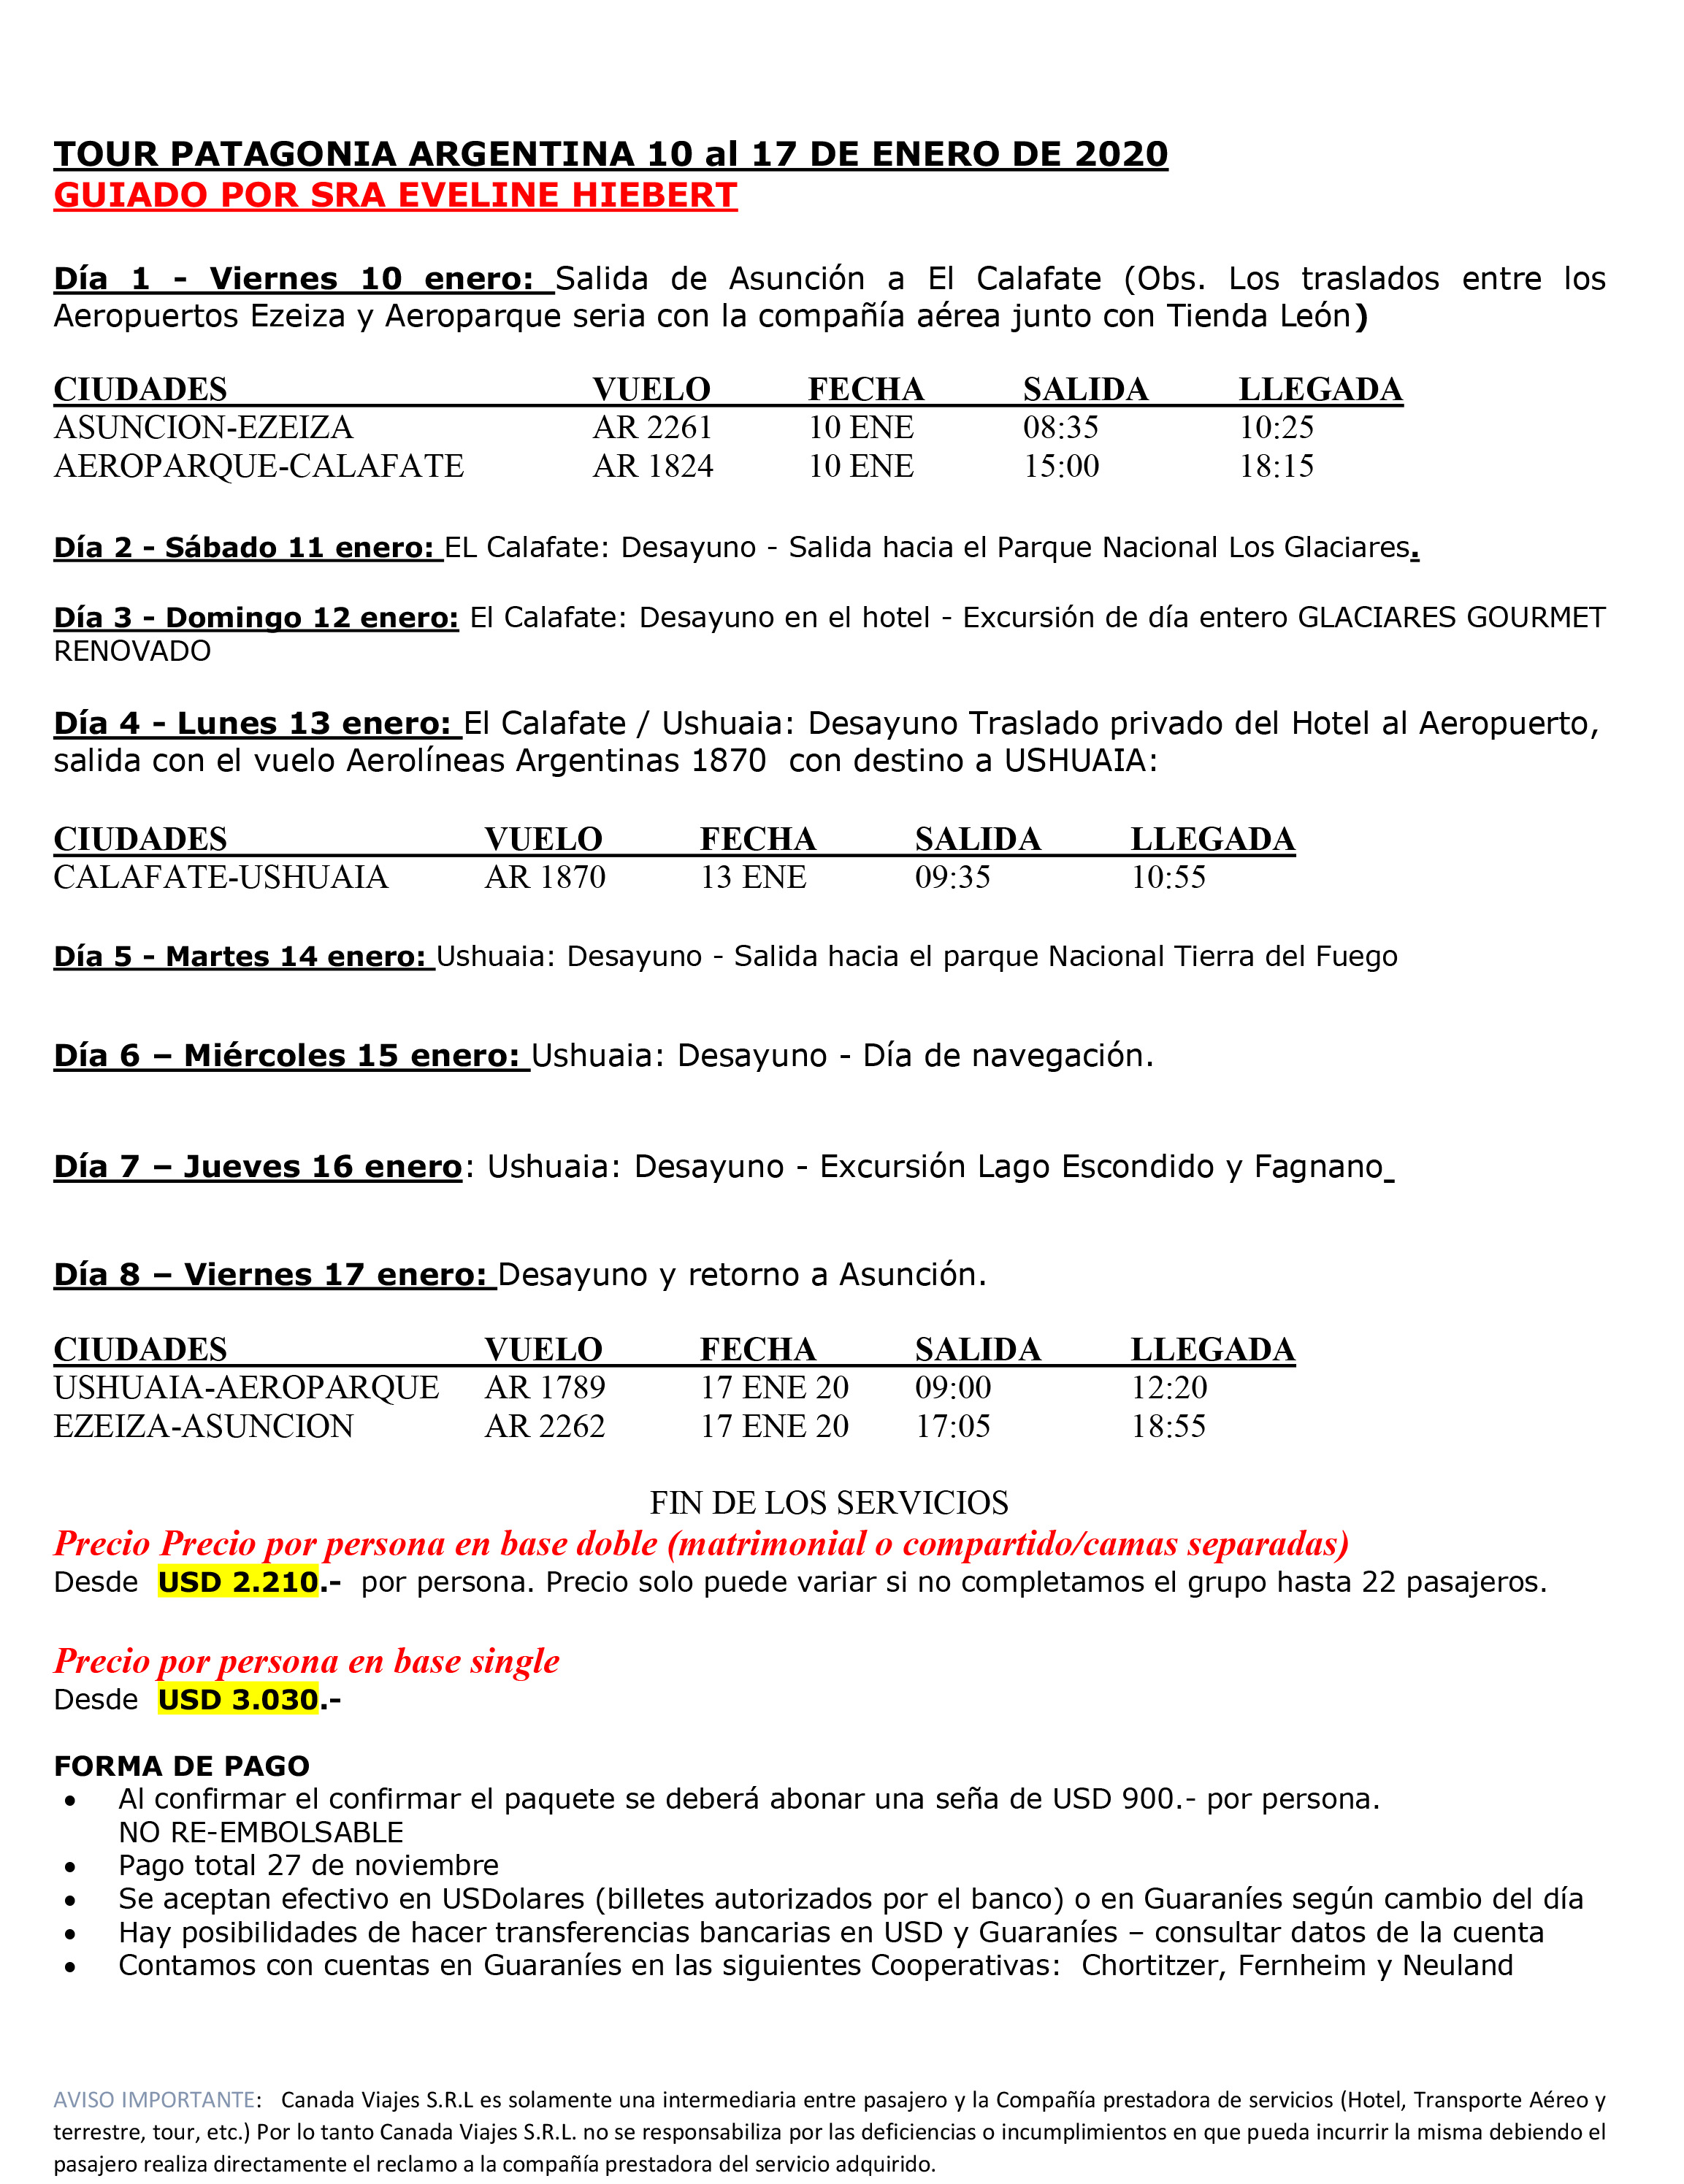 TOUR PATAGONIA ARGENTINA 10 al 17 DE ENERO DE 2020
GUIADO POR SRA EVELINE HIEBERT
Día 1 - Viernes 10 enero: Salida de Asunción a El Calafate (Obs. Los traslados entre los
Aeropuertos Ezeiza y Aeroparque seria con la compañía aérea junto con Tienda León)
CIUDADES VUELO FECHA SALIDA LLEGADA
ASUNCION-EZEIZA AR 2261 10 ENE 08:35 10:25
AEROPARQUE-CALAFATE AR 1824 10 ENE 15:00 18:15
Día 2 - Sábado 11 enero: EL Calafate: Desayuno - Salida hacia el Parque Nacional Los Glaciares.
Día 3 - Domingo 12 enero: El Calafate: Desayuno en el hotel - Excursión de día entero GLACIARES GOURMET
RENOVADO
Día 4 - Lunes 13 enero: El Calafate / Ushuaia: Desayuno Traslado privado del Hotel al Aeropuerto,
salida con el vuelo Aerolíneas Argentinas 1870 con destino a USHUAIA:
CIUDADES VUELO FECHA SALIDA LLEGADA
CALAFATE-USHUAIA AR 1870 13 ENE 09:35 10:55
Día 5 - Martes 14 enero: Ushuaia: Desayuno - Salida hacia el parque Nacional Tierra del Fuego
Día 6 – Miércoles 15 enero: Ushuaia: Desayuno - Día de navegación.
Día 7 – Jueves 16 enero: Ushuaia: Desayuno - Excursión Lago Escondido y Fagnano
Día 8 – Viernes 17 enero: Desayuno y retorno a Asunción.
CIUDADES VUELO FECHA SALIDA LLEGADA
USHUAIA-AEROPARQUE AR 1789 17 ENE 20 09:00 12:20
EZEIZA-ASUNCION AR 2262 17 ENE 20 17:05 18:55
FIN DE LOS SERVICIOS
Precio Precio por persona en base doble (matrimonial o compartido/camas separadas)
Desde USD 2.210.- por persona. Precio solo puede variar si no completamos el grupo hasta 22 pasajeros.
Precio por persona en base single
Desde USD 3.030.-
FORMA DE PAGO
• Al confirmar el confirmar el paquete se deberá abonar una seña de USD 900.- por persona.
NO RE-EMBOLSABLE
• Pago total 27 de noviembre
• Se aceptan efectivo en USDolares (billetes autorizados por el banco) o en Guaraníes según cambio del día
• Hay posibilidades de hacer transferencias bancarias en USD y Guaraníes – consultar datos de la cuenta
• Contamos con cuentas en Guaraníes en las siguientes Cooperativas: Chortitzer, Fernheim y Neuland
AVISO IMPORTANTE: Canada Viajes S.R.L es solamente una intermediaria entre pasajero y la Compañía prestadora de servicios (Hotel, Transporte Aéreo y
terrestre, tour, etc.) Por lo tanto Canada Viajes S.R.L. no se responsabiliza por las deficiencias o incumplimientos en que pueda incurrir la misma debiendo el
pasajero realiza directamente el reclamo a la compañía prestadora del servicio adquirido.